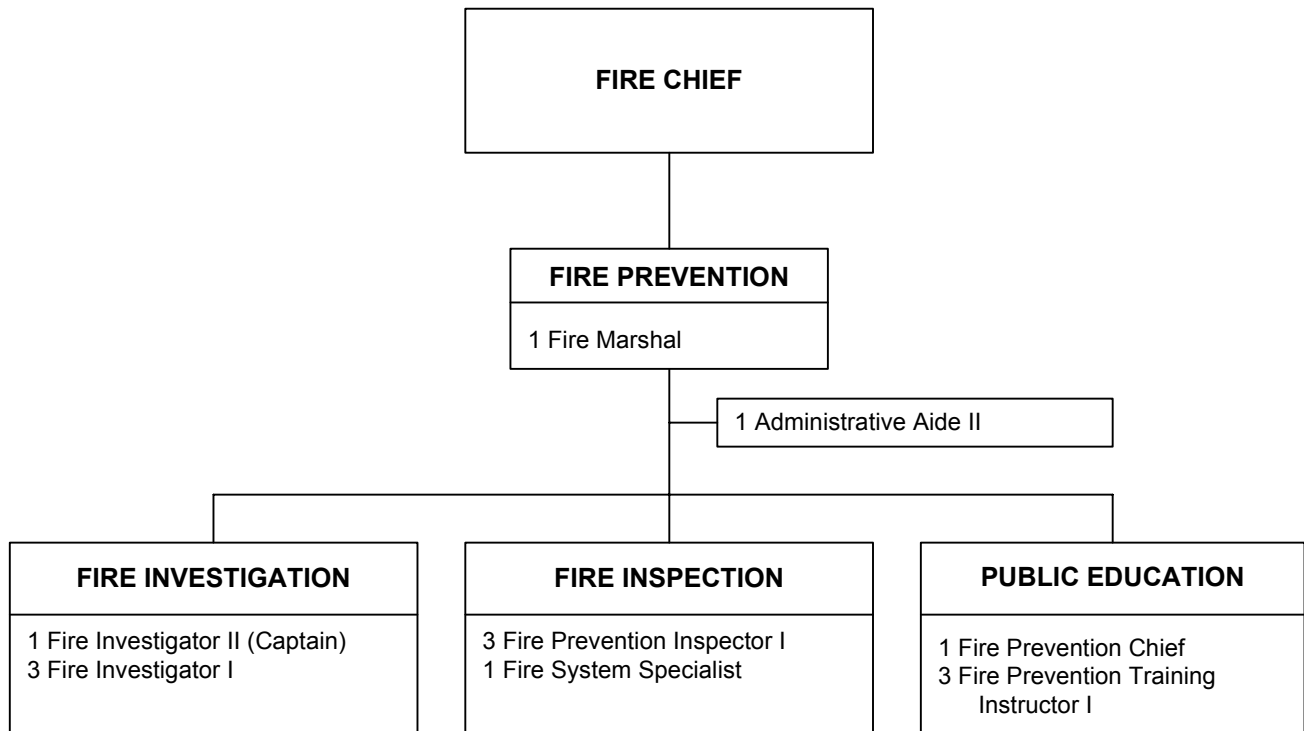 FIRE CHIEF
FIRE PREVENTION
1 Fire Marshal
1 Administrative Aide II
FIRE INVESTIGATION
1 Fire Investigator II (Captain)
3 Fire Investigator I
FIRE INSPECTION
3 Fire Prevention Inspector I
1 Fire System Specialist
PUBLIC EDUCATION
1 Fire Prevention Chief
3 Fire Prevention Training
Instructor I